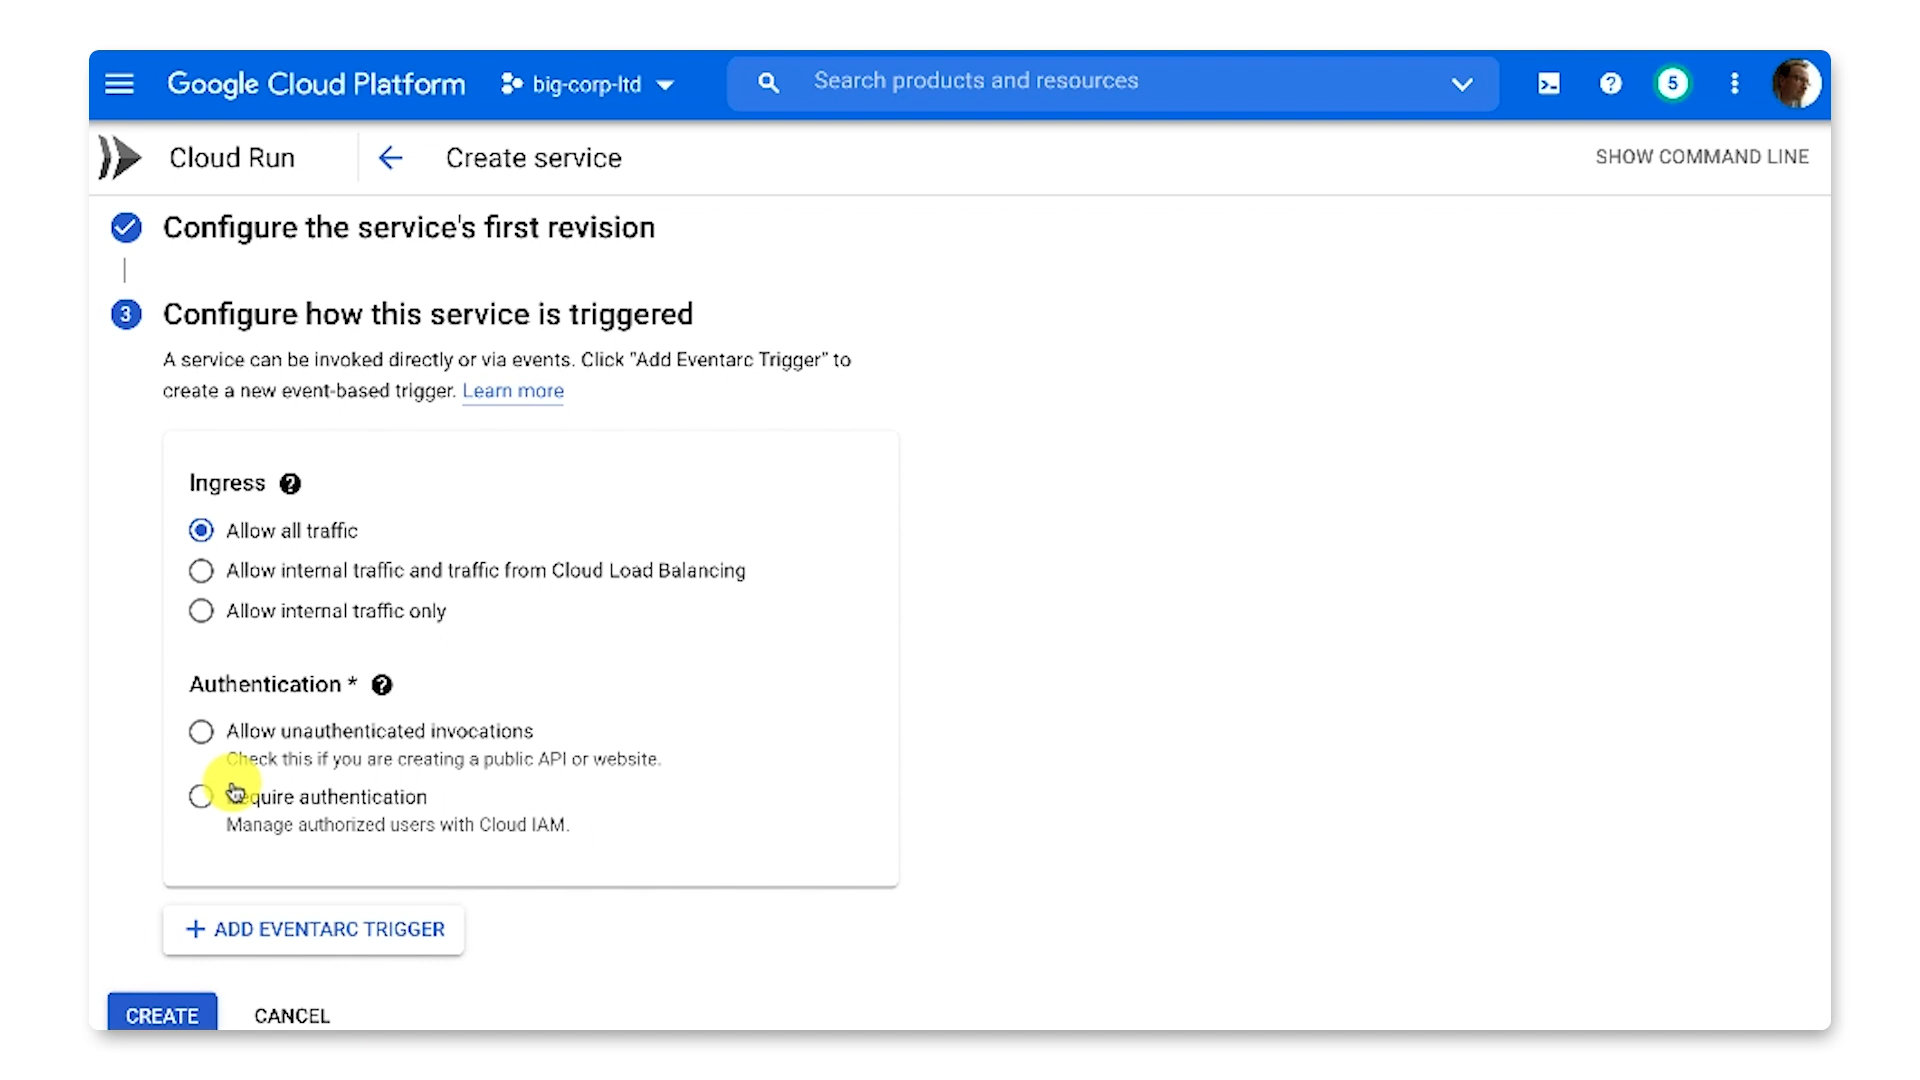 Google Cloud Platform
big-corp-ltd
Search products and resources
5
Cloud Run
Create service
SHOW COMMAND LINE
Configure the service's first revision
3
Configure how this service is triggered
A service can be invoked directly or via events. Click "Add Eventarc Trigger" to
create a new event-based trigger. Learn more
Ingress
Allow all traffic
Allow internal traffic and traffic from Cloud Load Balancing
Allow internal traffic only
Authentication *
Allow unauthenticated invocations
Check this if you are creating a public API or website.
Require authentication
Manage authorized users with Cloud IAM.
+ ADD EVENTARC TRIGGER
CREATE
CANCEL